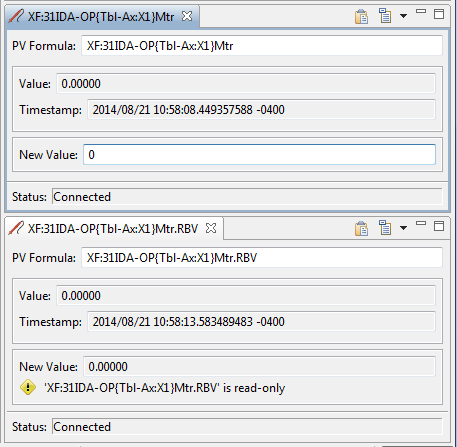 XF:31IDA-OP{Tbl-Ax:X1}Mtr
PV Formula: XF:31IDA-OP{Tbl-Ax:X1}Mtr
Value: 0.00000
Timestamp: 2014/08/21 10:58:08.449357588 -0400
New Value: 0
Status: Connected
XF:31IDA-OP{Tbl-Ax:X1}Mtr.RBV
PV Formula: XF:31IDA-OP{Tbl-Ax:X1}Mtr.RBV
Value: 0.00000
Timestamp: 2014/08/21 10:58:13.583489483 -0400
New Value: 0.00000
'XF:31IDA-OP{Tbl-Ax:X1}Mtr.RBV' is read-only
Status: Connected